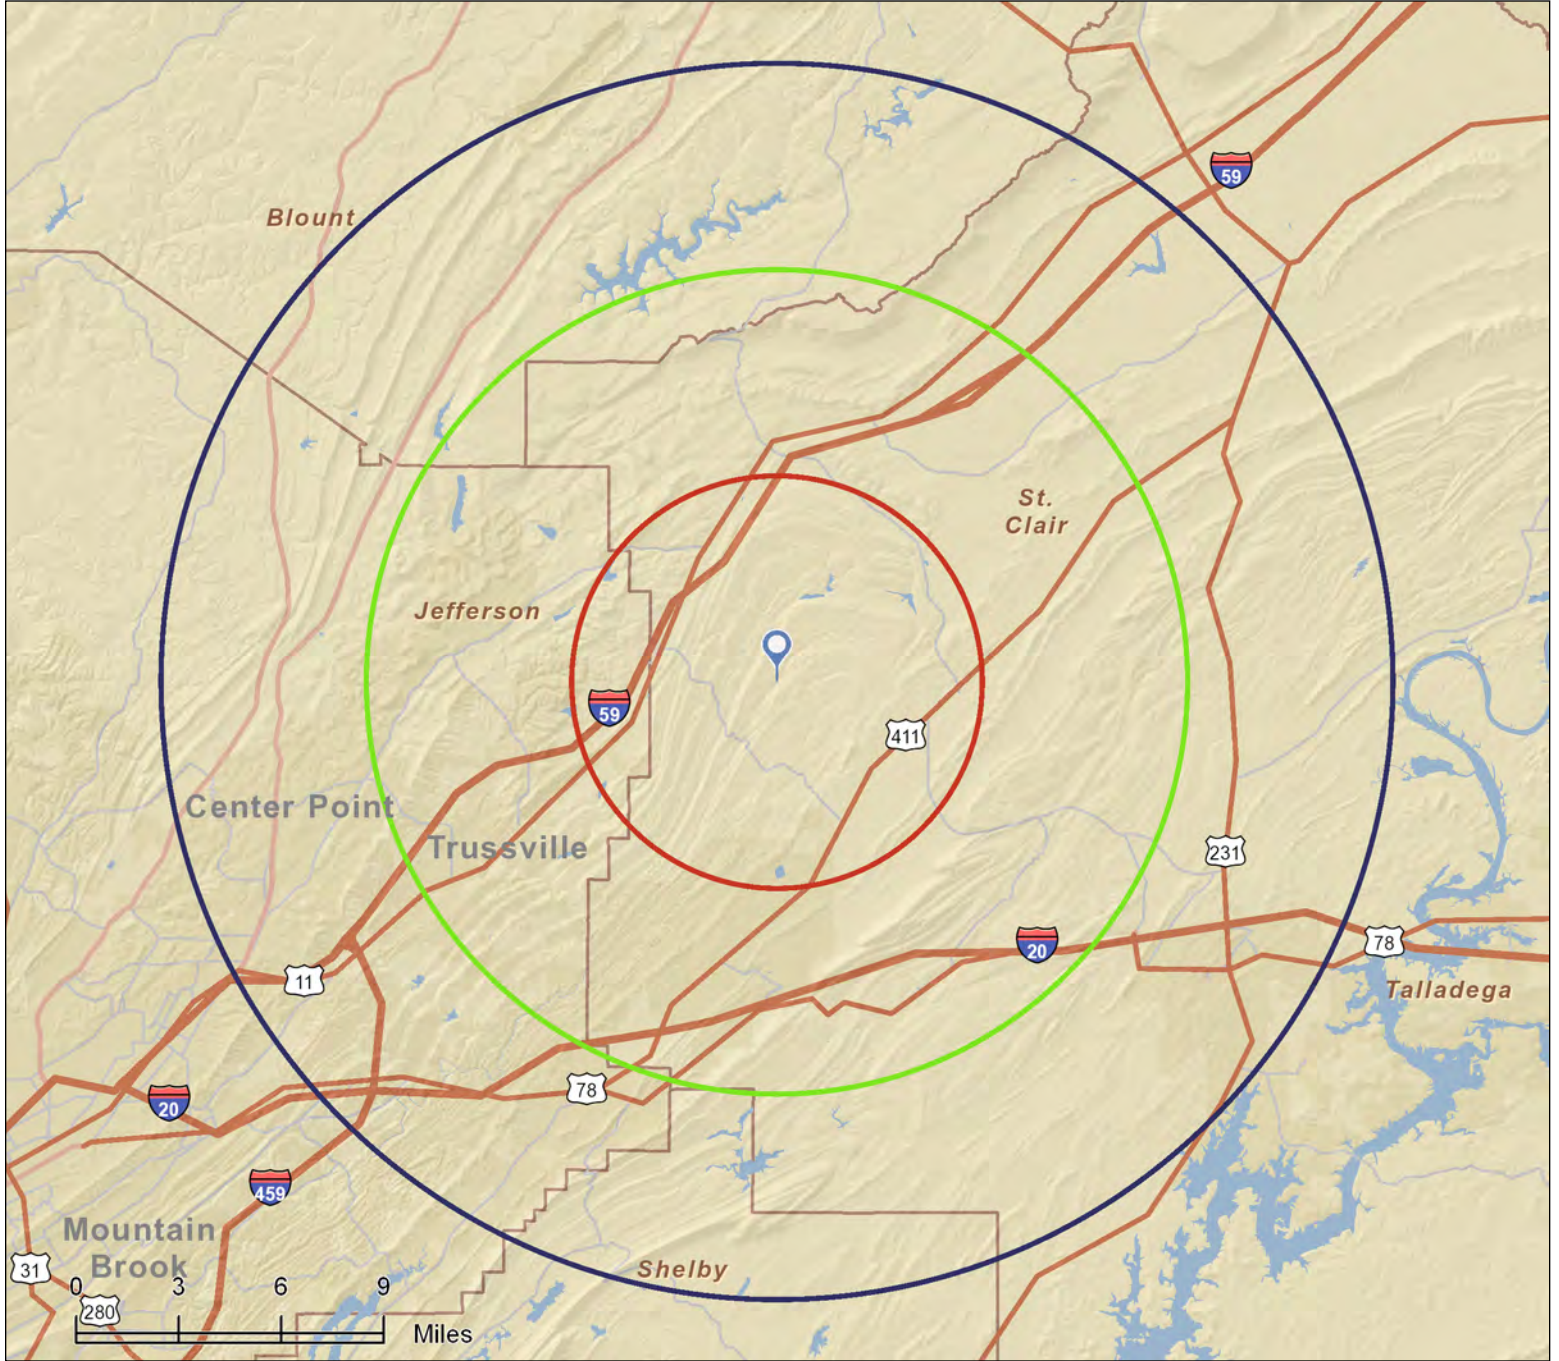 59
Blount
St.
Clair
Jefferson
59
411
Center Point
Trussville
231
20
78
11
Talladega
78
20
459
Mountain
Brook
Shelby
31
280
0 3 6 9
Miles